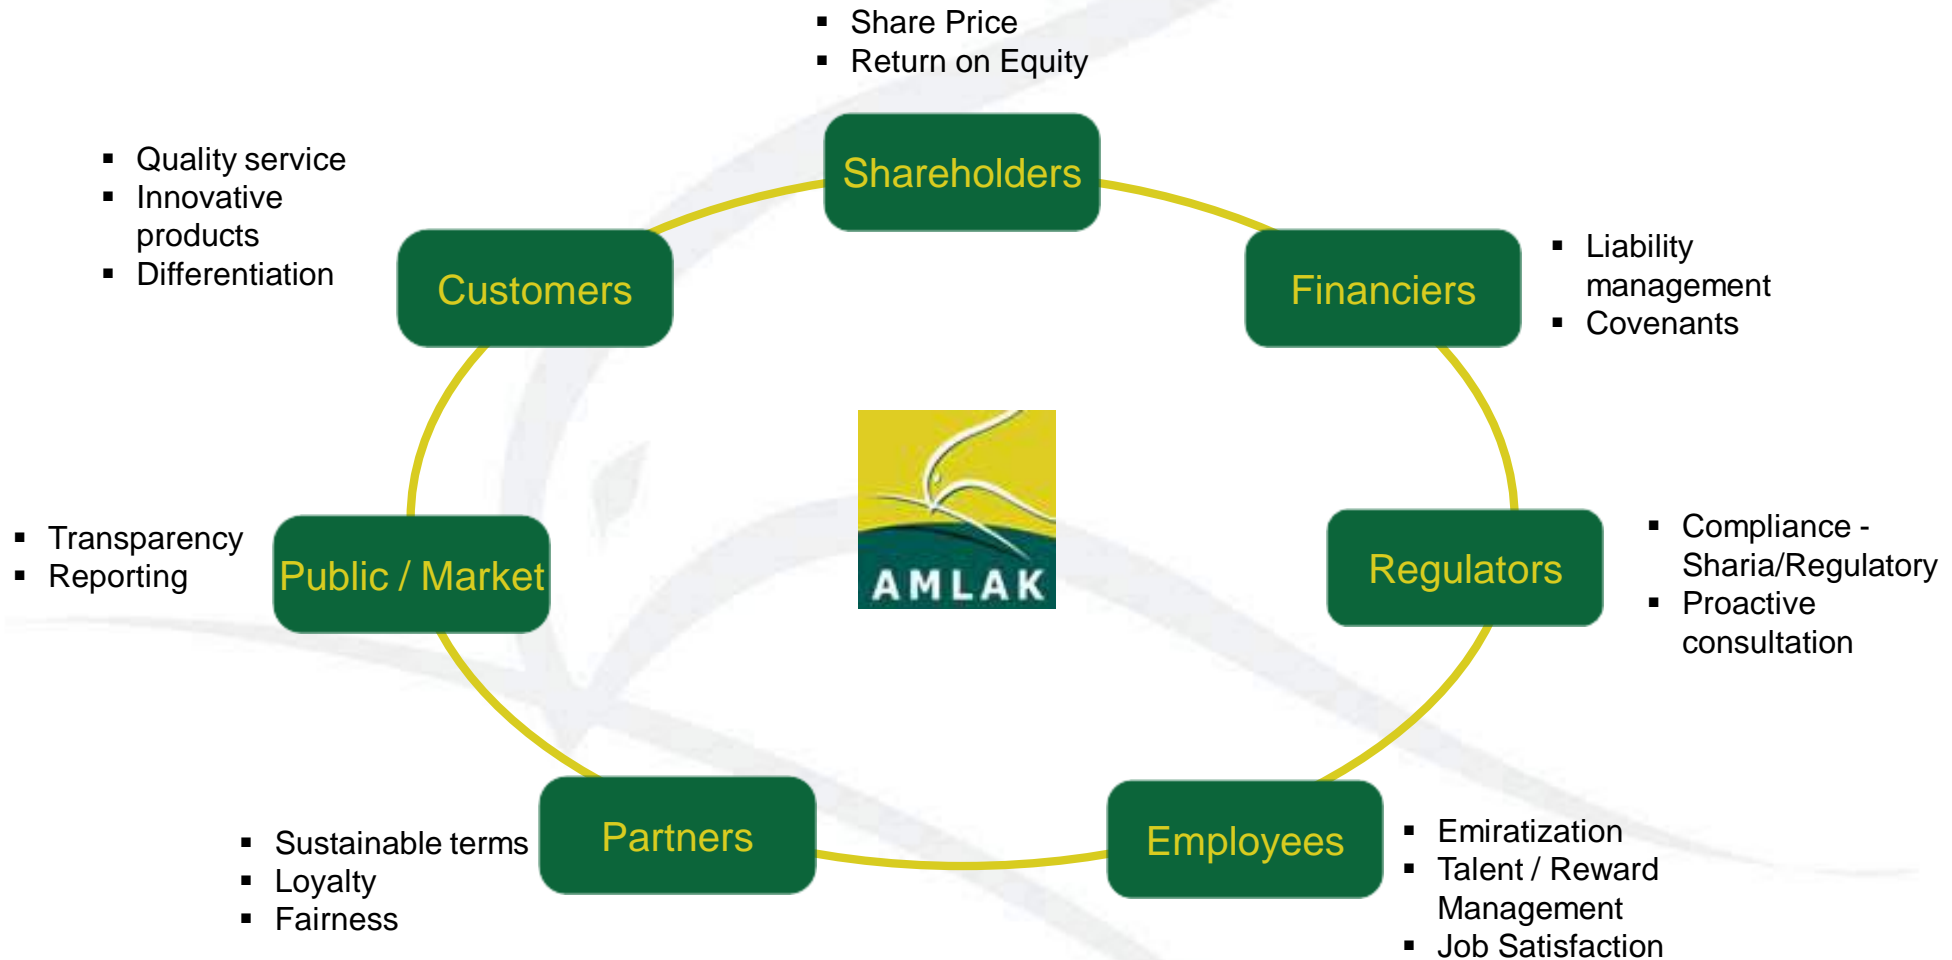 ▪ Share Price
▪ Return on Equity
Shareholders
▪ Quality service
▪ Innovative
products
▪ Differentiation
Customers
Financiers
▪ Liability
management
▪ Covenants
AMLAK
▪ Transparency
▪ Reporting
Public / Market
Regulators
▪ Compliance -
Sharia/Regulatory
▪ Proactive
consultation
▪ Sustainable terms
▪ Loyalty
▪ Fairness
Partners
Employees
▪ Emiratization
▪ Talent / Reward
Management
▪ Job Satisfaction